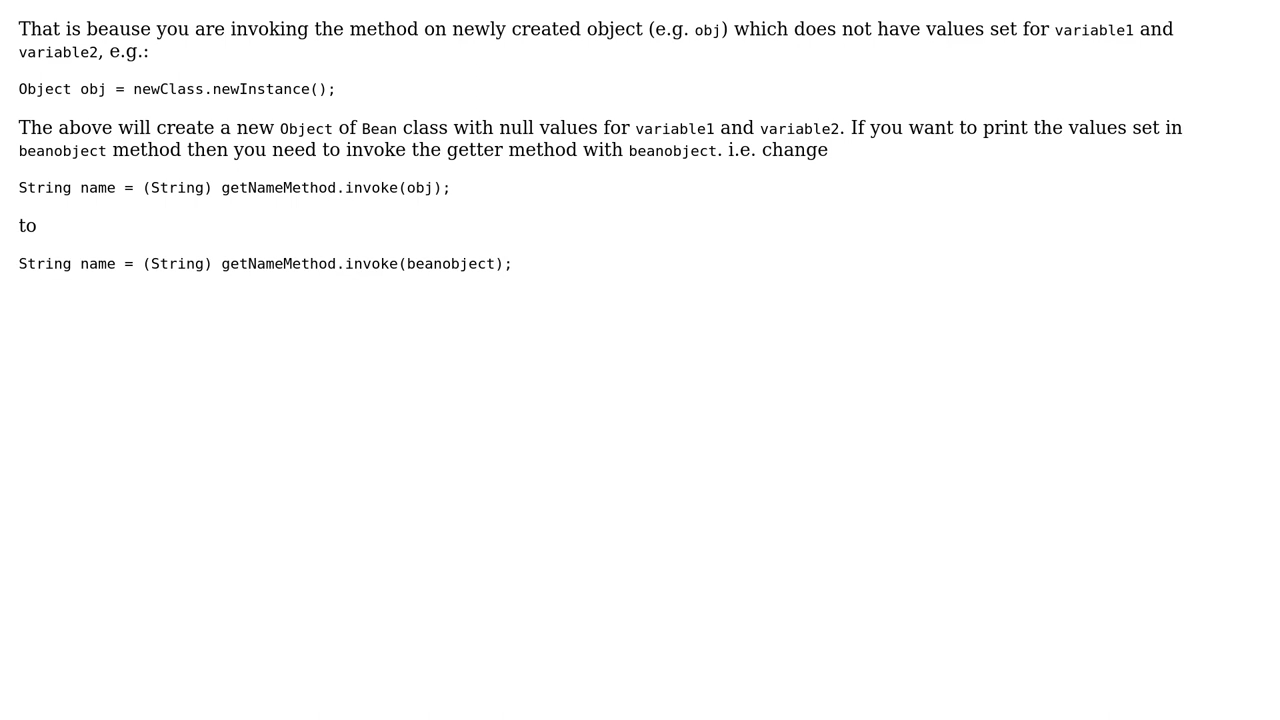 That is beause you are invoking the method on newly created object (e.g. obj) which does not have values set for variable1 and
variable2, e.g.:
Object obj = newClass.newInstance();
The above will create a new Object of Bean class with null values for variable1 and variable2. If you want to print the values set in
beanobject method then you need to invoke the getter method with beanobject. i.e. change
String name = (String) getNameMethod.invoke(obj);
to
String name = (String) getNameMethod.invoke(beanobject);